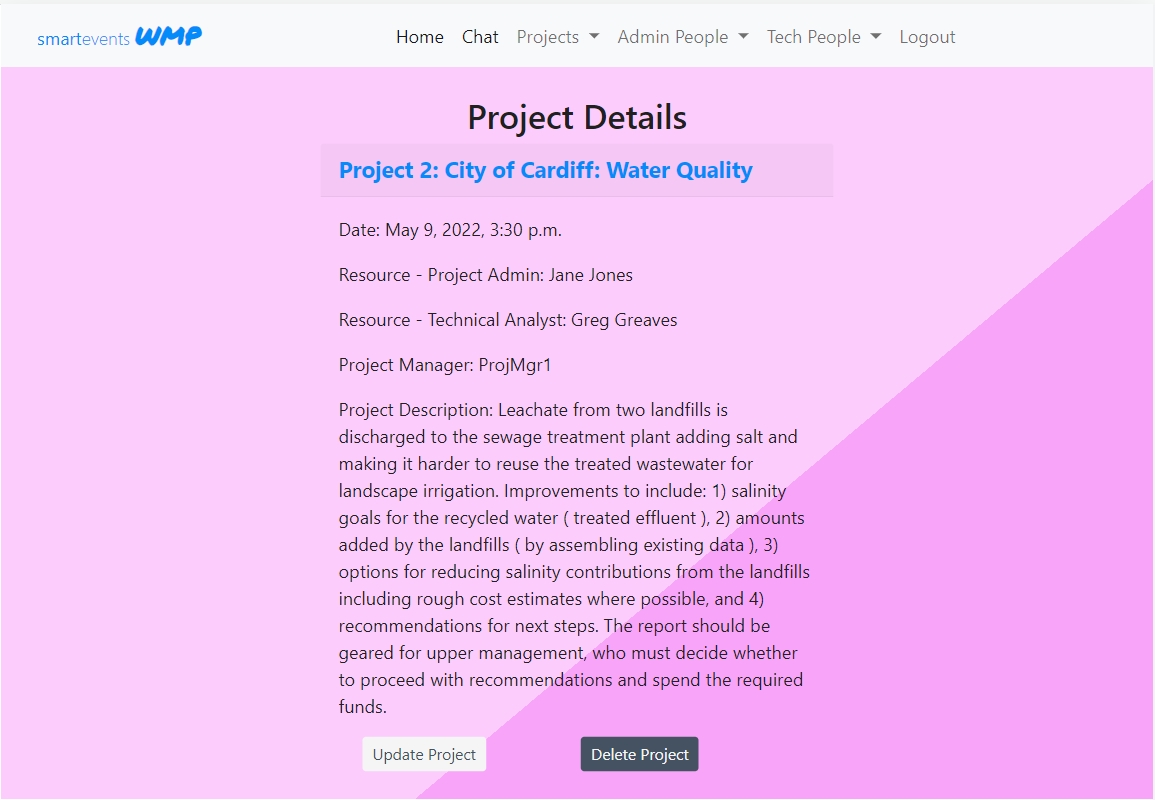 smartevents WMP
Home Chat Projects Admin People Tech People Logout
Project Details
Project 2: City of Cardiff: Water Quality
Date: May 9, 2022, 3:30 p.m.
Resource - Project Admin: Jane Jones
Resource - Technical Analyst: Greg Greaves
Project Manager: ProjMgr1
Project Description: Leachate from two landfills is
discharged to the sewage treatment plant adding salt and
making it harder to reuse the treated wastewater for
landscape irrigation. Improvements to include: 1) salinity
goals for the recycled water ( treated effluent ), 2) amounts
added by the landfills ( by assembling existing data ), 3)
options for reducing salinity contributions from the landfills
including rough cost estimates where possible, and 4)
recommendations for next steps. The report should be
geared for upper management, who must decide whether
to proceed with recommendations and spend the required
funds.
Update Project Delete Project